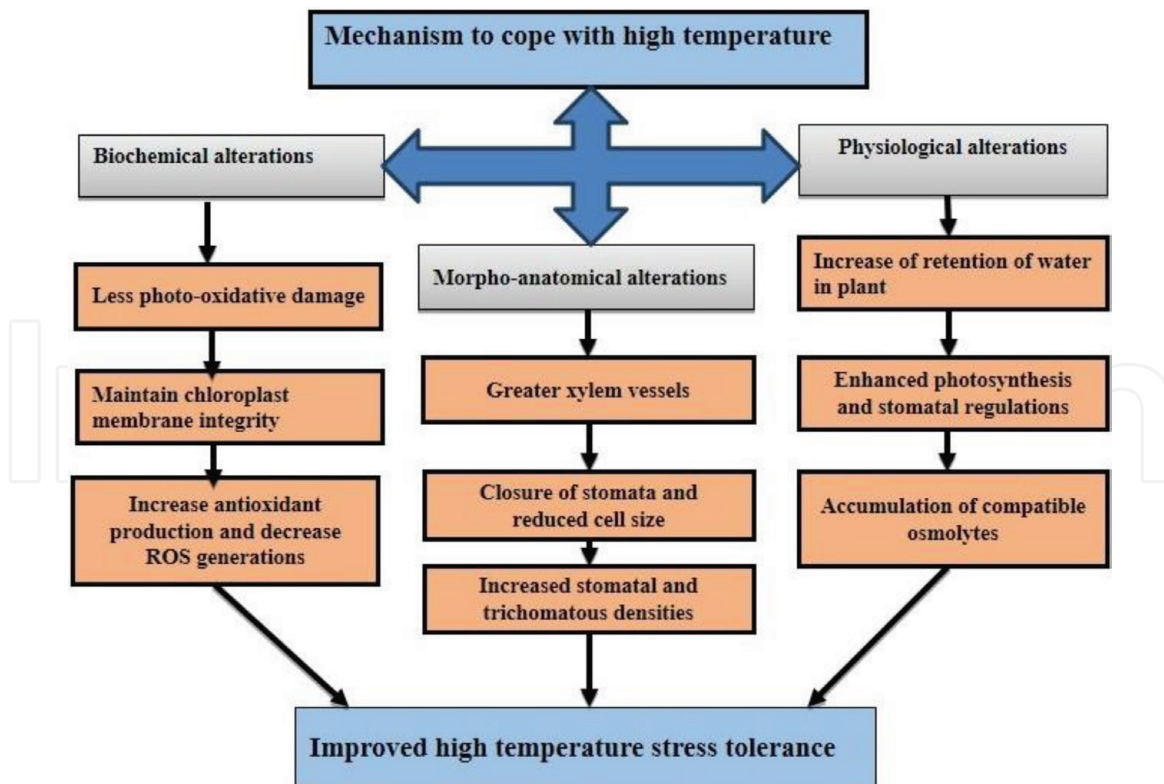 Mechanism to cope with high temperature
Biochemical alterations
Physiological alterations
Morpho-anatomical alterations
Less photo-oxidative damage
Maintain chloroplast
membrane integrity
Increase antioxidant
production and decrease
ROS generations
Greater xylem vessels
Closure of stomata and
reduced cell size
Increased stomatal and
trichomatous densities
Increase of retention of water
in plant
Enhanced photosynthesis
and stomatal regulations
Accumulation of compatible
osmolytes
Improved high temperature stress tolerance